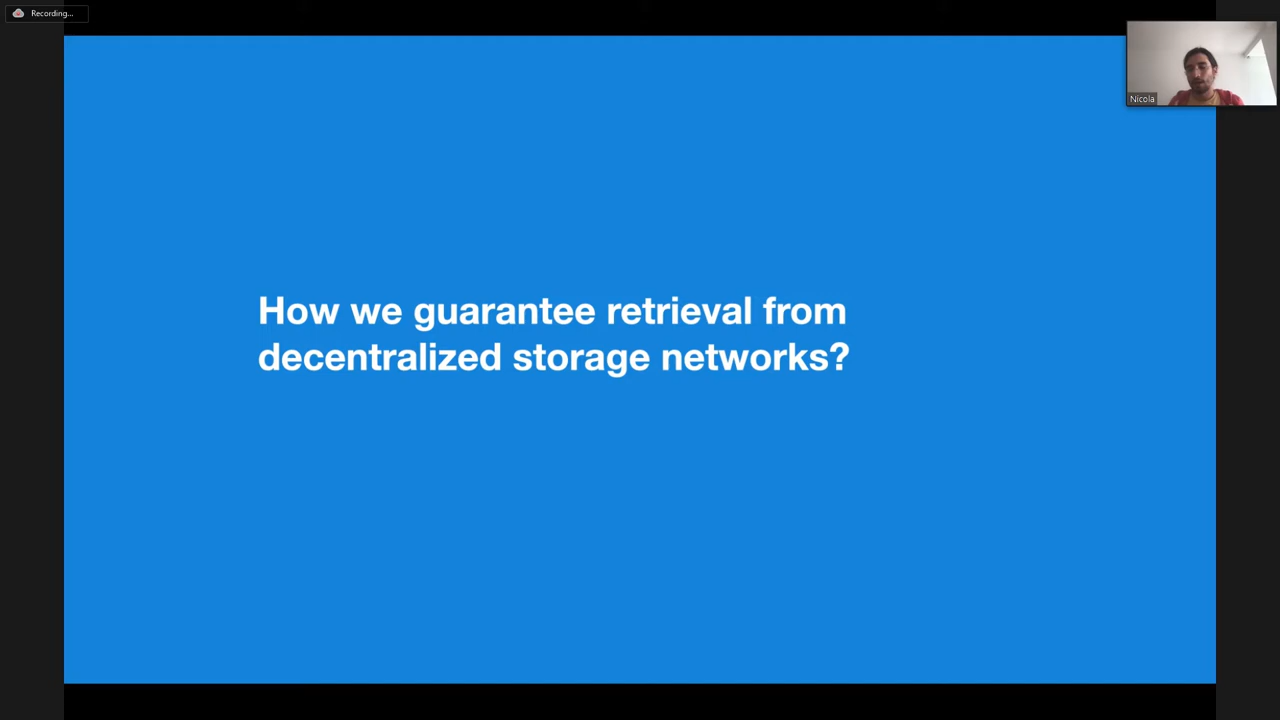 Recording...
Nicola
How we guarantee retrieval from
decentralized storage networks?